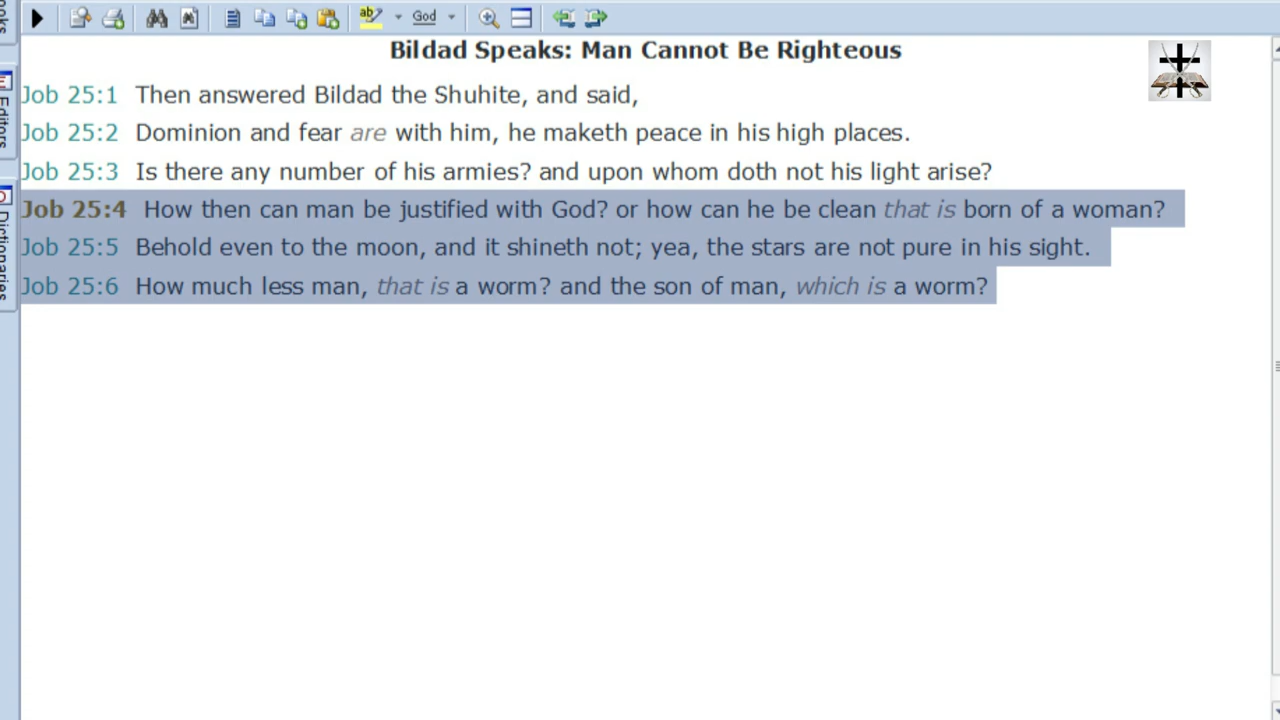 ooks
Editors
Dictionaries
ab
God
Bildad Speaks: Man Cannot Be Righteous
Job 25:1 Then answered Bildad the Shuhite, and said,
Job 25:2 Dominion and fear are with him, he maketh peace in his high places.
Job 25:3 Is there any number of his armies? and upon whom doth not his light arise?
Job 25:4 How then can man be justified with God? or how can he be clean that is born of a woman?
Job 25:5 Behold even to the moon, and it shineth not; yea, the stars are not pure in his sight.
Job 25:6 How much less man, that is a worm? and the son of man, which is a worm?